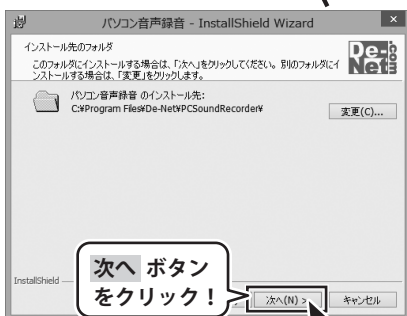 パソコン音声録音 - InstallShield Wizard
×
インストール先のフォルダ
このフォルダにインストールする場合は、「次へ」をクリックしてください。別のフォルダにイ
ンストールする場合は、「変更」をクリックします。
De-
Net
.com
パソコン音声録音 のインストール先:
C:¥Program Files¥De-Net¥PCSoundRecorder¥
変更(C)...
InstallShield
次へ ボタン
をクリック！
次へ(N) >
キャンセル